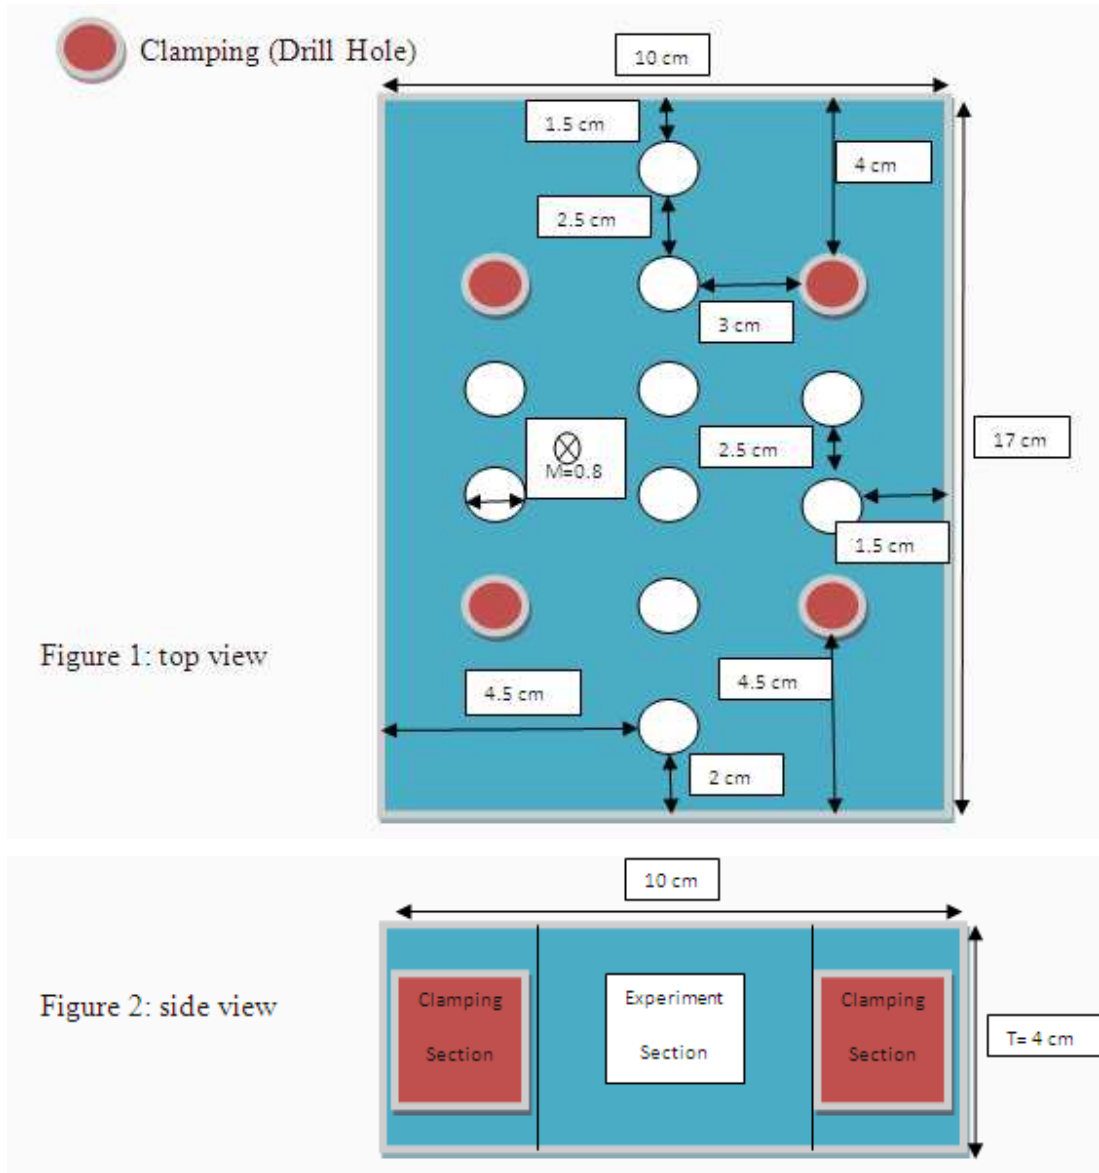 Clamping (Drill Hole)
10 cm
1.5 cm
4 cm
2.5 cm
3 cm
17 cm
2.5 cm
M=0.8
1.5 cm
Figure 1: top view
4.5 cm
4.5 cm
2 cm
10 cm
Figure 2: side view
Clamping
Section
Experiment
Section
Clamping
Section
T= 4 cm